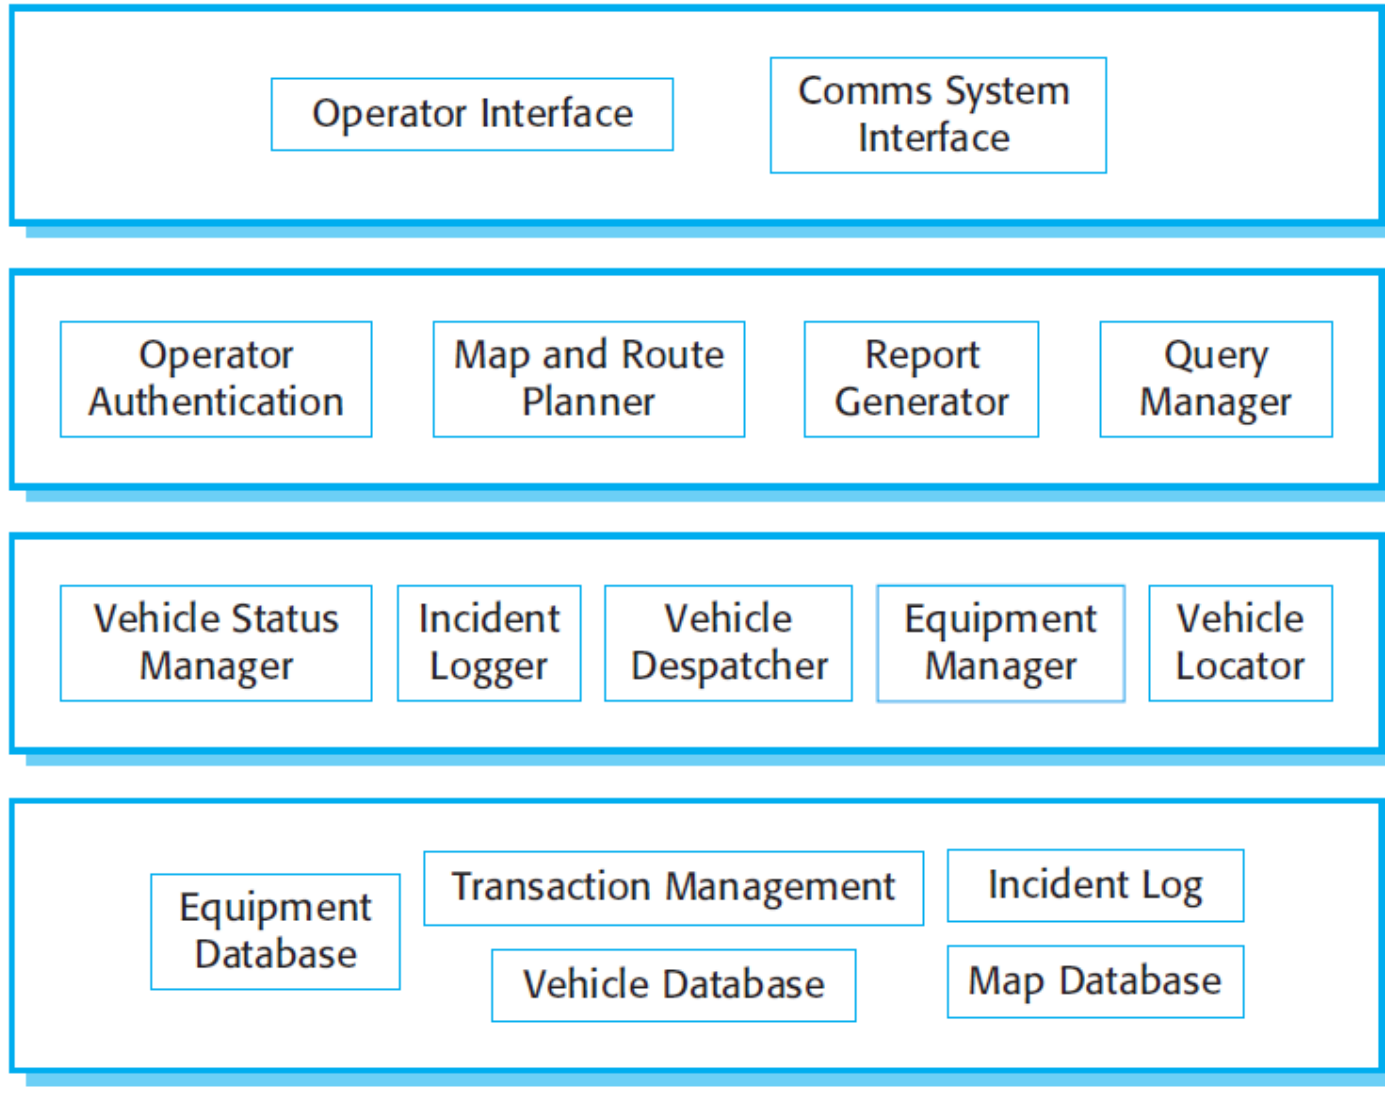 Operator Interface
Comms System
Interface
Operator
Authentication
Map and Route
Planner
Report
Generator
Query
Manager
Vehicle Status
Manager
Incident
Logger
Vehicle
Despatcher
Equipment
Manager
Vehicle
Locator
Equipment
Database
Transaction Management
Vehicle Database
Incident Log
Map Database